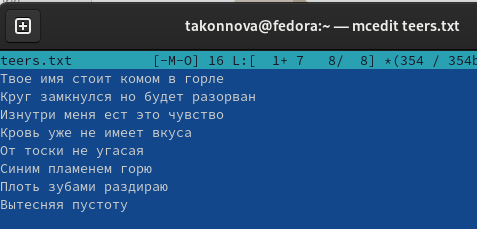 takonnova@fedora:~ — mcedit teers.txt
teers.txt [-M-O] 16 L:[ 1+ 7 8/ 8] *(354 / 354b
Твое имя стоит комом в горле
Круг замкнулся но будет разорван
Изнутри меня ест это чувство
Кровь уже не имеет вкуса
От тоски не угасая
Синим пламенем горю
Плоть зубами раздираю
Вытесняя пустоту